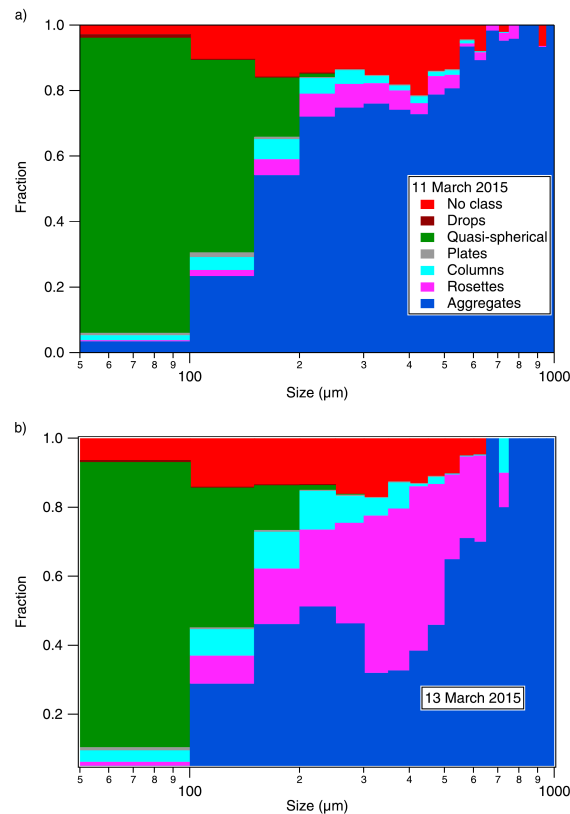 a)
1.0
0.8
0.6
0.4
0.2
0.0
Fraction
11 March 2015
No class
Drops
Quasi-spherical
Plates
Columns
Rosettes
Aggregates
5 6 7 8 9 100 2 3 4 5 6 7 8 9 1000
Size (µm)
b)
1.0
0.8
0.6
0.4
0.2
Fraction
13 March 2015
5 6 7 8 9 100 2 3 4 5 6 7 8 9 1000
Size (µm)